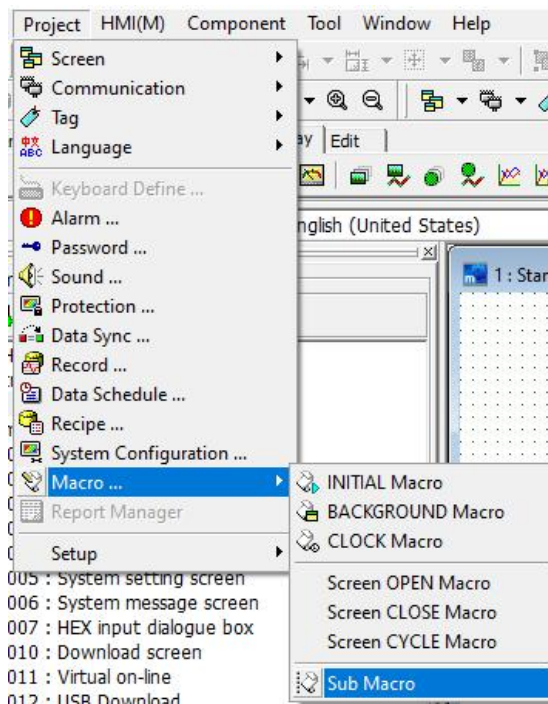 Project HMI(M) Component Tool Window Help
Screen
Communication
Tag
Language
Edit
Keyboard Define ...
Alarm ...
nglish (United States)
Password ...
Sound ...
1 : Star
Protection ...
Data Sync ...
Record ...
Data Schedule ...
Recipe ...
System Configuration ...
Macro ...
INITIAL Macro
Report Manager
BACKGROUND Macro
CLOCK Macro
Setup
005 : System setting screen
Screen OPEN Macro
006 : System message screen
Screen CLOSE Macro
007 : HEX input dialogue box
Screen CYCLE Macro
010 : Download screen
011 : Virtual on-line
Sub Macro
012 : USB Download